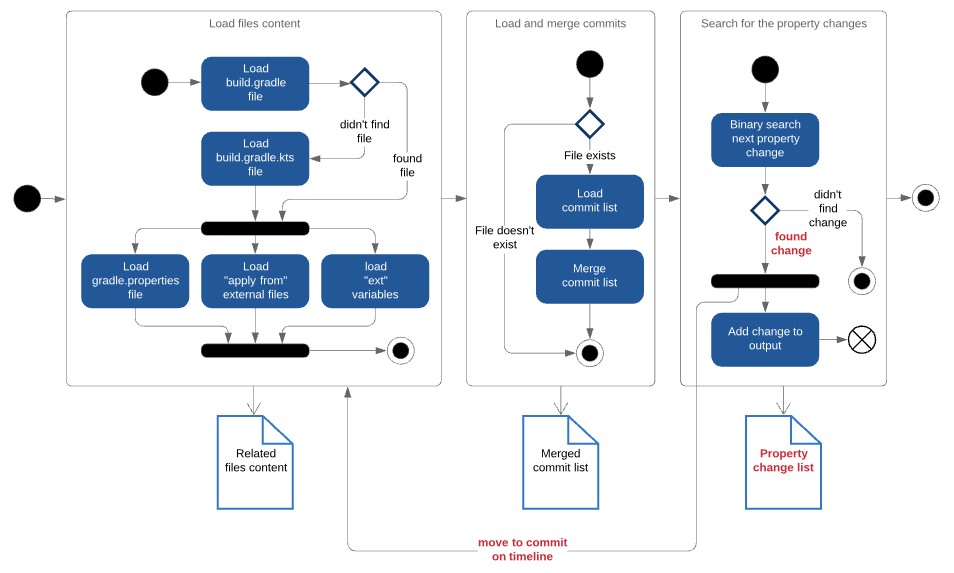 Load files content
Load and merge commits
Search for the property changes
Load
build.gradle
file
didn't find
file
found
file
Load
build.gradle.kts
file
Load
gradle.properties
file
Load
"apply from"
external files
load
"ext"
variables
File exists
Load
commit list
File doesn't
exist
Merge
commit list
Binary search
next property
change
didn't
find
change
found
change
Add change to
output
Related
files content
Merged
commit list
Property
change list
move to commit
on timeline